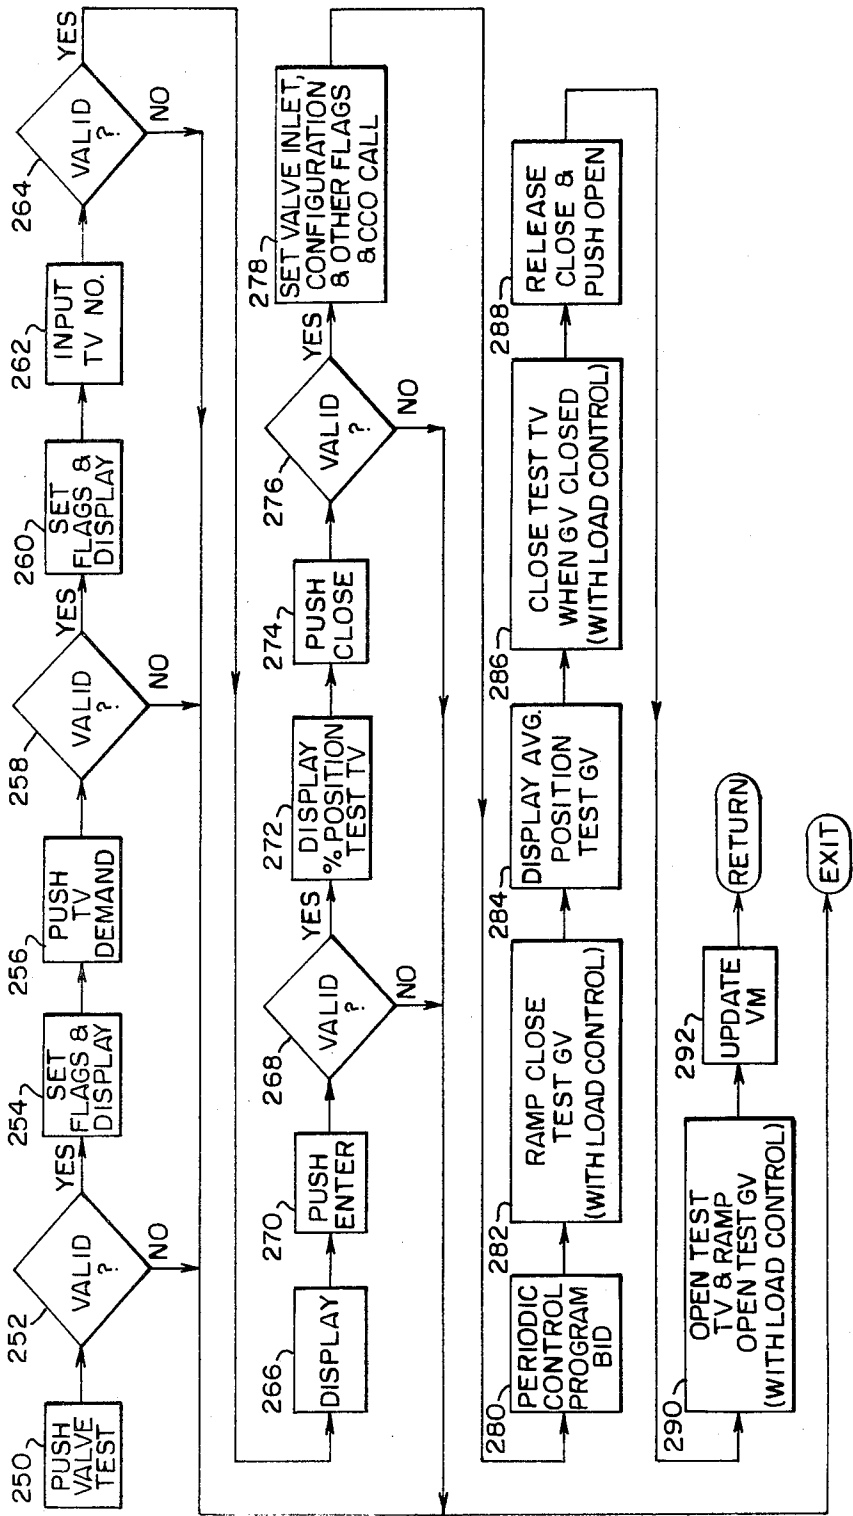 250
PUSH
VALVE
TEST
252
VALID
?
YES
NO
254
SET
FLAGS &
DISPLAY
256
PUSH
TV
DEMAND
258
VALID
?
YES
NO
260
SET
FLAGS &
DISPLAY
262
INPUT
TV NO.
264
VALID
?
YES
NO
266
DISPLAY
270
PUSH
ENTER
268
VALID
?
YES
NO
272
DISPLAY
% POSITION
TEST TV
274
PUSH
CLOSE
276
VALID
?
YES
NO
278
SET VALVE INLET,
CONFIGURATION
& OTHER FLAGS
& CCO CALL
280
PERIODIC
CONTROL
PROGRAM
BID
282
RAMP CLOSE
TEST GV
(WITH LOAD CONTROL)
284
DISPLAY AVG.
POSITION
TEST GV
286
CLOSE TEST TV
WHEN GV CLOSED
(WITH LOAD CONTROL)
288
RELEASE
CLOSE &
PUSH OPEN
290
OPEN TEST
TV & RAMP
OPEN TEST GV
(WITH LOAD CONTROL)
292
UPDATE
VM
RETURN
EXIT